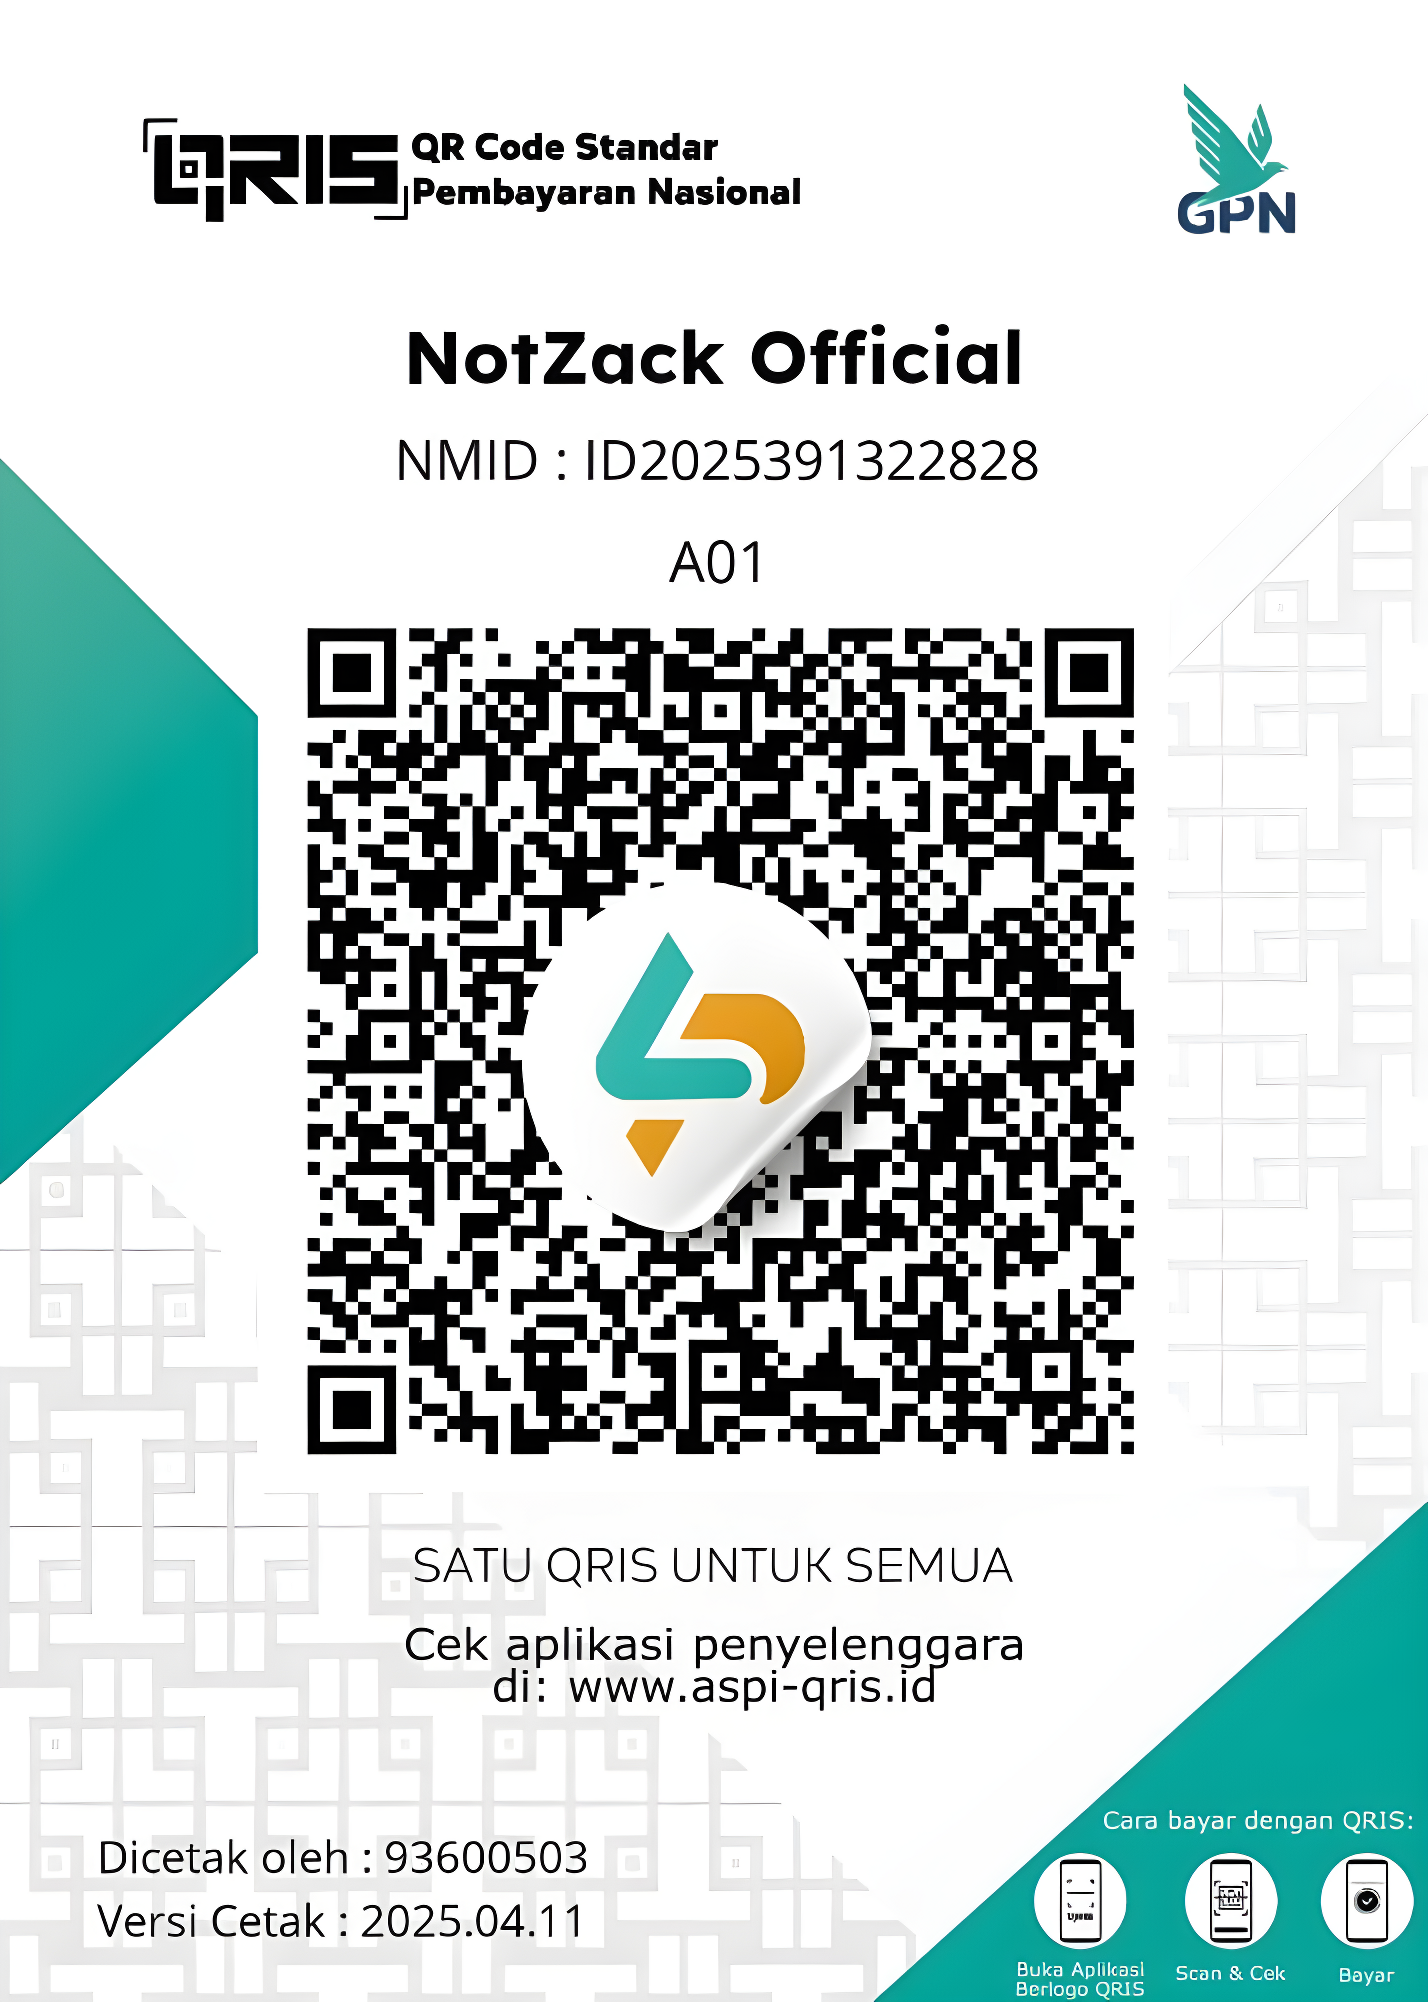 QRIS QR Code Standar
Pembayaran Nasional
GPN
NotZack Official
NMID : ID2025391322828
A01
SATU QRIS UNTUK SEMUA
Cek aplikasi penyelenggara
di: www.aspi-qris.id
Dicetak oleh : 93600503
Versi Cetak : 2025.04.11
Cara bayar dengan QRIS:
Buka Aplikasi
Berlogo QRIS
Scan & Cek
Bayar